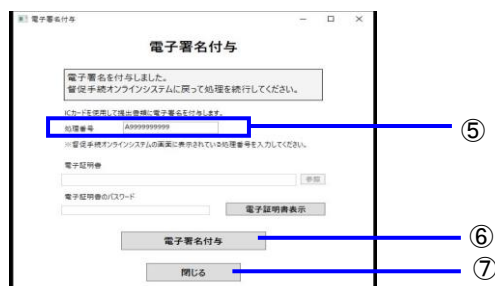 電子署名付与
電子署名付与
電子署名を付与しました。
督促手続オンラインシステムに戻って処理を続行してください。
ICカードを使用して提出書類に電子署名を付与します。
処理番号 A9999999999
⑤
※督促手続オンラインシステムの画面に表示されている処理番号を入力してください。
電子証明書
参照
電子証明書のパスワード
電子証明書表示
電子署名付与
⑥
閉じる
⑦